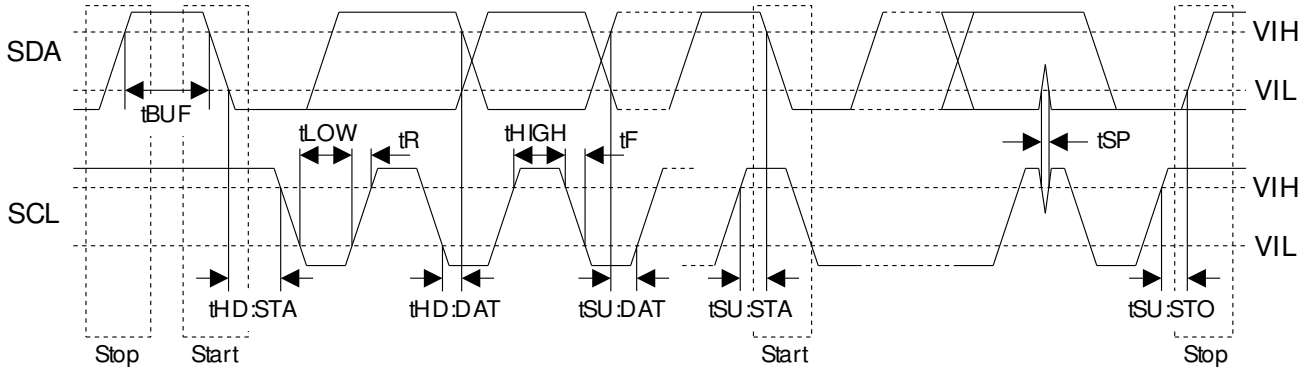 SDA
VIH
VIL
tBUF
tLOW
tR
tHIGH
tF
tSP
SCL
VIH
VIL
tHD:STA
tHD:DAT
tSU:DAT
tSU:STA
tSU:STO
Stop
Start
Start
Stop